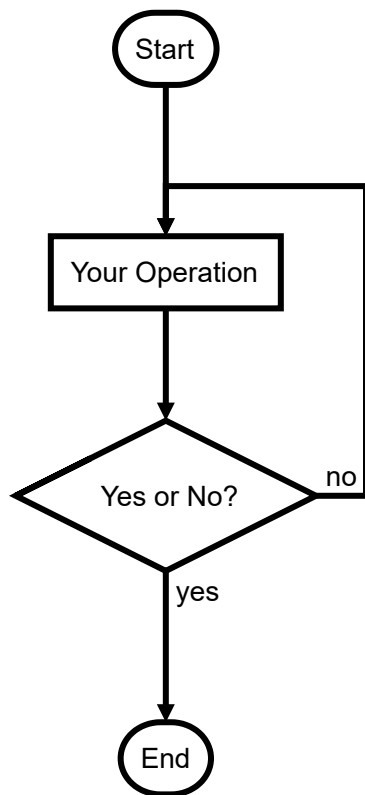 Start
Your Operation
Yes or No?
no
yes
End